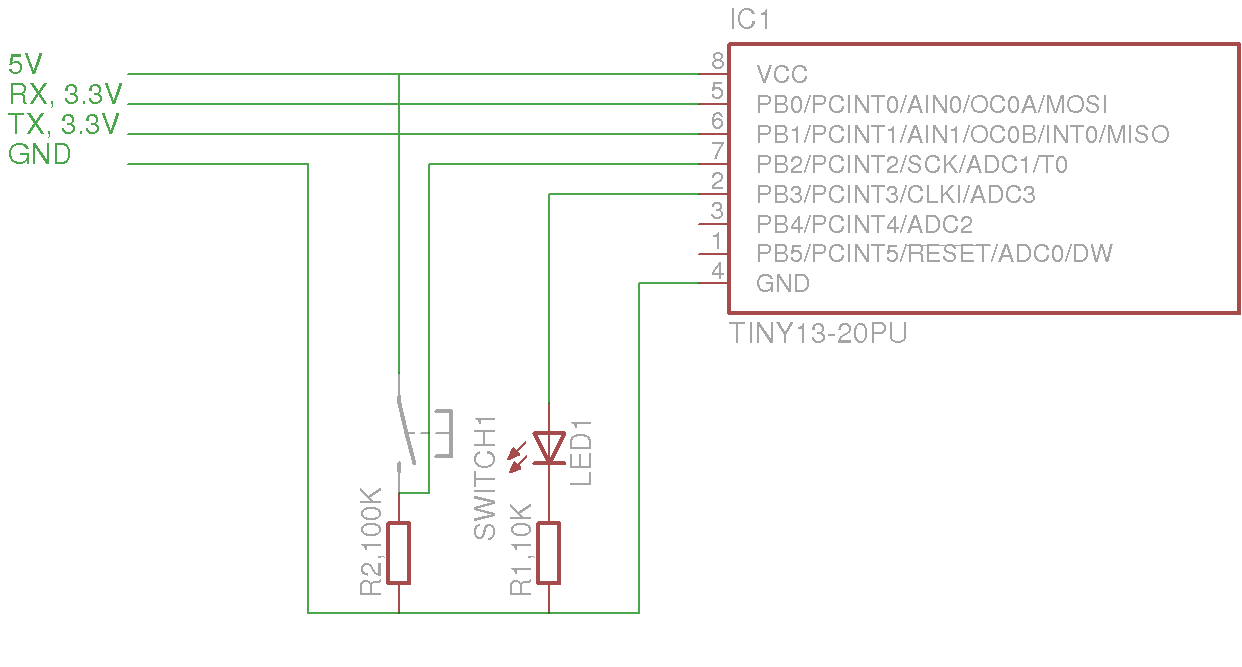 IC1
5V
RX, 3.3V
TX, 3.3V
GND
8 VCC
5 PB0/PCINT0/AIN0/OC0A/MOSI
6 PB1/PCINT1/AIN1/OC0B/INT0/MISO
7 PB2/PCINT2/SCK/ADC1/T0
2 PB3/PCINT3/CLKI/ADC3
3 PB4/PCINT4/ADC2
1 PB5/PCINT5/RESET/ADC0/DW
4 GND
TINY13-20PU
R2,100K
SWITCH1
R1,10K
LED1